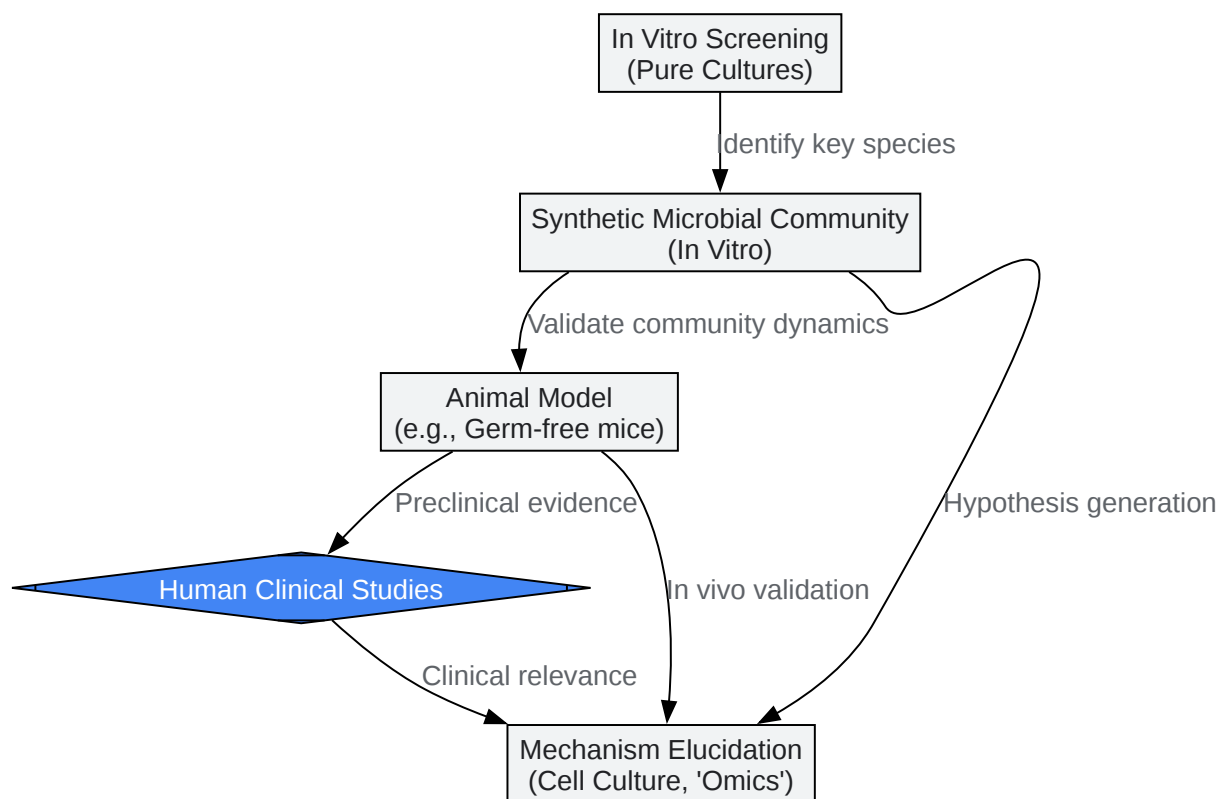 In Vitro Screening
(Pure Cultures)
Identify key species
Synthetic Microbial Community
(In Vitro)
Validate community dynamics
Animal Model
(e.g., Germ-free mice)
Preclinical evidence
Hypothesis generation
Human Clinical Studies
In vivo validation
Clinical relevance
Mechanism Elucidation
(Cell Culture, 'Omics')